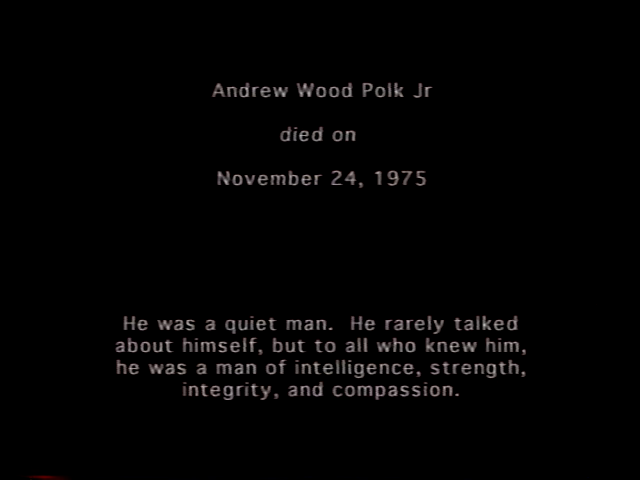 Andrew Wood Polk Jr
died on
November 24, 1975
He was a quiet man.  He rarely talked
about himself, but to all who knew him,
he was a man of intelligence, strength,
integrity, and compassion.